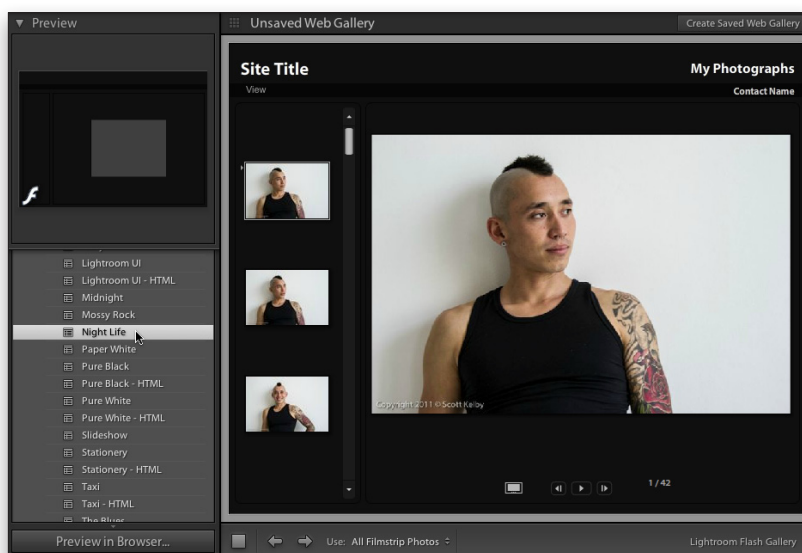 Preview
Unsaved Web Gallery
Create Saved Web Gallery
Site Title
My Photographs
View
Contact Name
Lightroom UI
Lightroom UI - HTML
Midnight
Mossy Rock
Night Life
Paper White
Pure Black
Pure Black - HTML
Pure White
Pure White - HTML
Slideshow
Stationery
Stationery - HTML
Taxi
Taxi - HTML
The Blues
Copyright 2011 © Scott Kelby
1 / 42
Preview in Browser...
Use: All Filmstrip Photos
Lightroom Flash Gallery